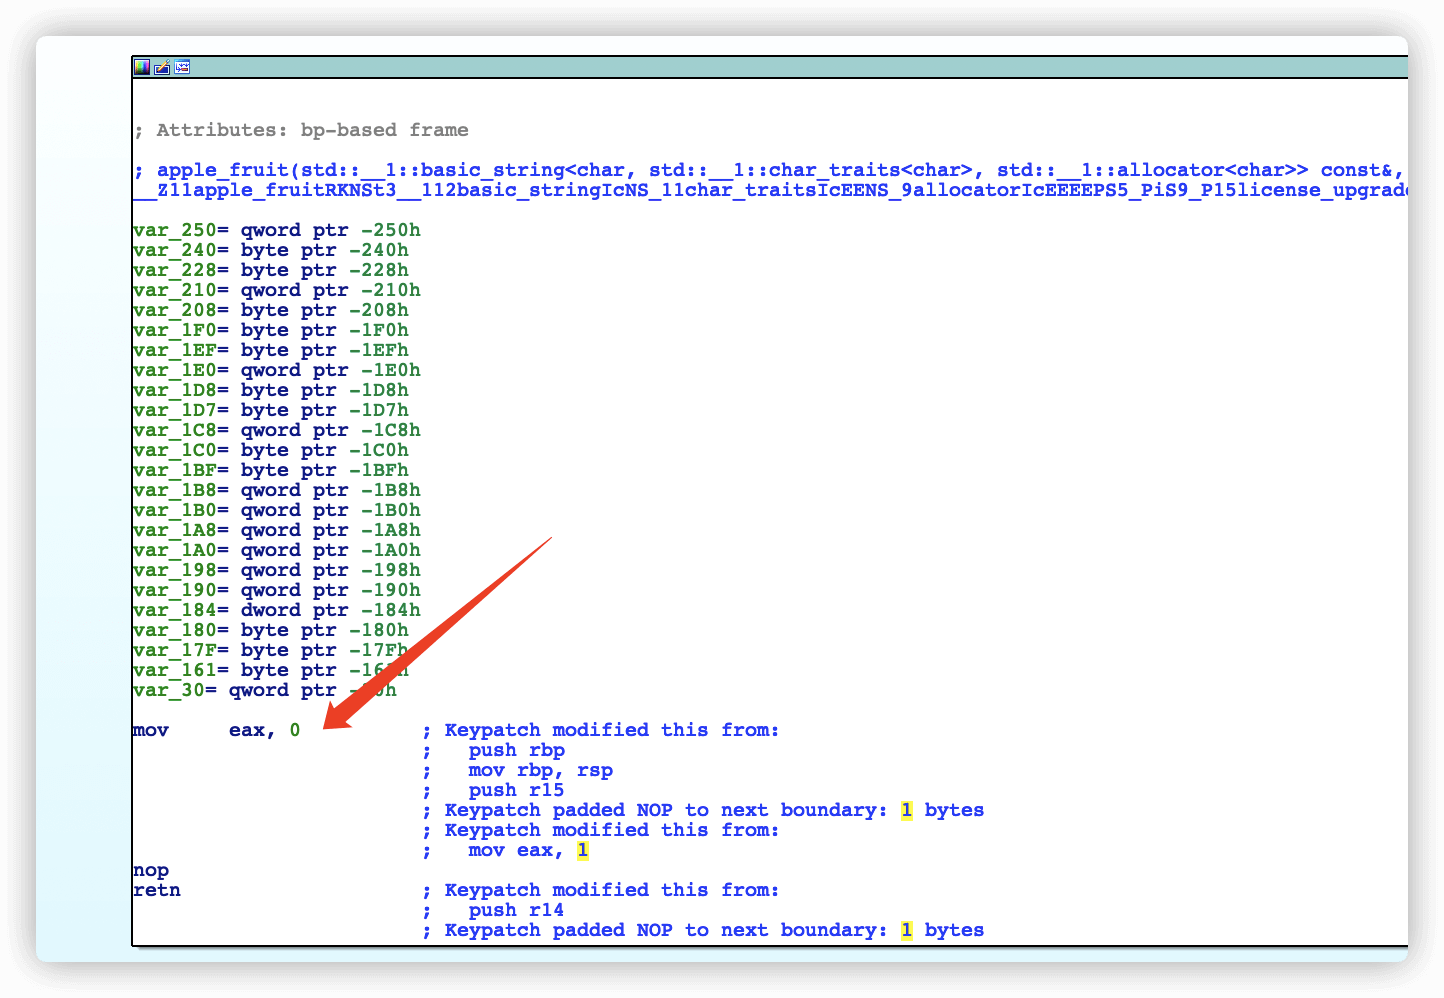 ; Attributes: bp-based frame
; apple_fruit(std::__1::basic_string<char, std::__1::char_traits<char>, std::__1::allocator<char>> const&,
__Z11apple_fruitRKNSt3__112basic_stringIcNS_11char_traitsIcEENS_9allocatorIcEEEEPS5_PiS9_P15license_upgrade
var_250= qword ptr -250h
var_240= byte ptr -240h
var_228= byte ptr -228h
var_210= qword ptr -210h
var_208= byte ptr -208h
var_1F0= byte ptr -1F0h
var_1EF= byte ptr -1EFh
var_1E0= qword ptr -1E0h
var_1D8= byte ptr -1D8h
var_1D7= byte ptr -1D7h
var_1C8= qword ptr -1C8h
var_1C0= byte ptr -1C0h
var_1BF= byte ptr -1BFh
var_1B8= qword ptr -1B8h
var_1B0= qword ptr -1B0h
var_1A8= qword ptr -1A8h
var_1A0= qword ptr -1A0h
var_198= qword ptr -198h
var_190= qword ptr -190h
var_184= dword ptr -184h
var_180= byte ptr -180h
var_17F= byte ptr -17Fh
var_161= byte ptr -161h
var_30= qword ptr -30h
mov eax, 0 ; Keypatch modified this from:
; push rbp
; mov rbp, rsp
; push r15
; Keypatch padded NOP to next boundary: 1 bytes
; Keypatch modified this from:
; mov eax, 1
nop
retn ; Keypatch modified this from:
; push r14
; Keypatch padded NOP to next boundary: 1 bytes